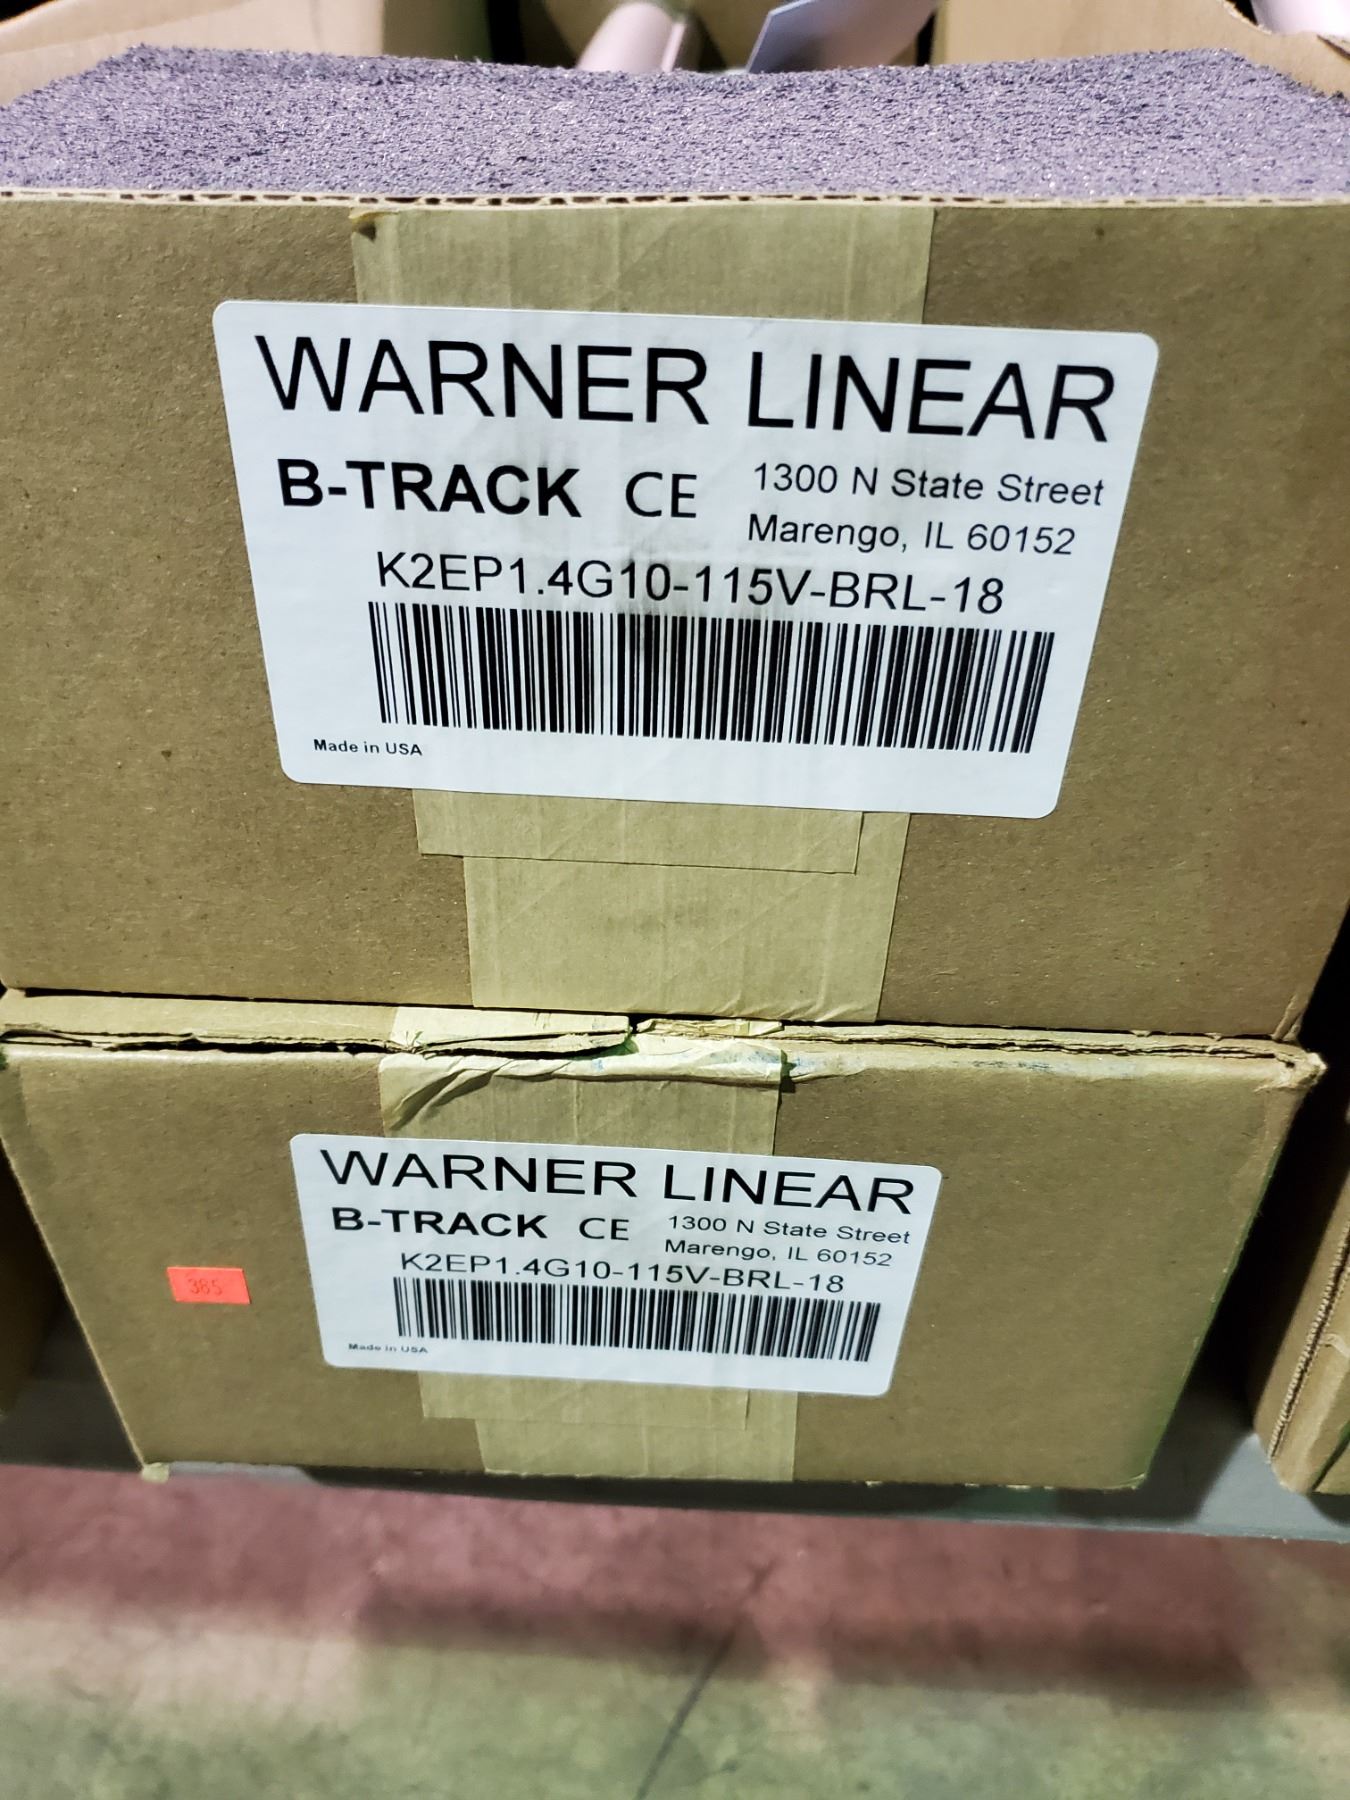 WARNER LINEAR
B-TRACK CE 1300 N State Street
Marengo, IL 60152
K2EP1.4G10-115V-BRL-18
Made in USA
WARNER LINEAR
B-TRACK CE 1300 N State Street
Marengo, IL 60152
K2EP1.4G10-115V-BRL-18
385
Made in USA